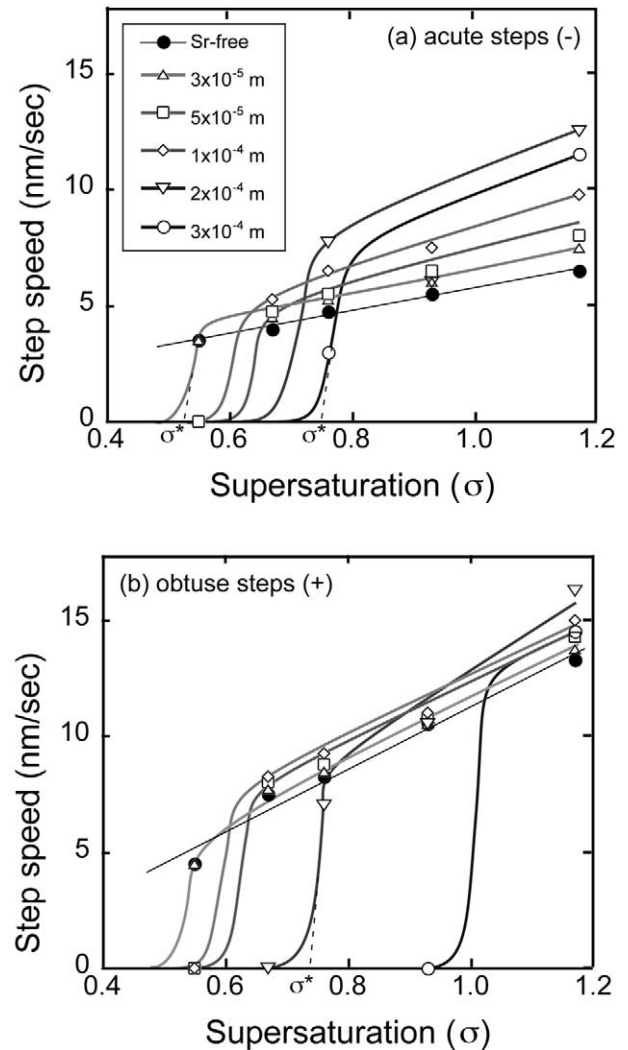 (a) acute steps (-)
Sr-free
3x10⁻⁵ m
5x10⁻⁵ m
1x10⁻⁴ m
2x10⁻⁴ m
3x10⁻⁴ m
15
10
5
0
Step speed (nm/sec)
σ* σ*
0.4 0.6 0.8 1.0 1.2
Supersaturation (σ)
(b) obtuse steps (+)
15
10
5
0
Step speed (nm/sec)
σ*
0.4 0.6 0.8 1.0 1.2
Supersaturation (σ)